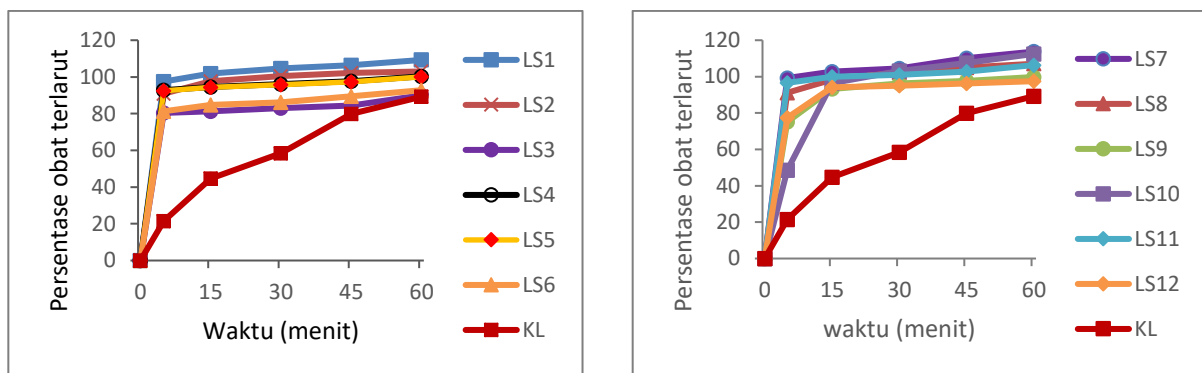 Persentase obat terlarut
120
100
80
60
40
20
0
0 15 30 45 60
Waktu (menit)
LS1
LS2
LS3
LS4
LS5
LS6
KL
Persentase obat terlarut
120
100
80
60
40
20
0
0 15 30 45 60
waktu (menit)
LS7
LS8
LS9
LS10
LS11
LS12
KL